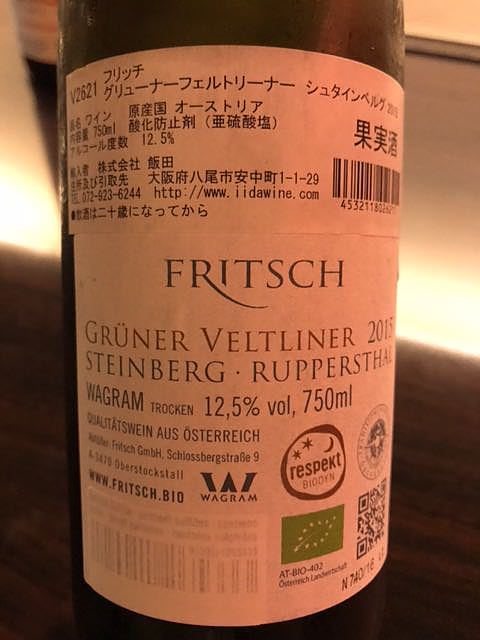 V2621 フリッチ
グリューナーフェルトリーナー シュタインベルグ
品名 ワイン 原産国 オーストリア
内容量 750ml 酸化防止剤（亜硫酸塩）
アルコール度数 12.5%
果実酒
輸入者 株式会社 飯田
住所及び引取先 大阪府八尾市安中町1-1-29
TEL 072-923-6244 http://www.iidawine.com
●飲酒は二十歳になってから
FRITSCH
GRÜNER VELTLINER
STEINBERG · RUPPERSTHAL
WAGRAM TROCKEN 12,5% vol, 750ml
QUALITÄTSWEIN AUS ÖSTERREICH
Abfüller: Fritsch GmbH, Schlossbergstraße 9
A-3470 Oberstockstall
WWW.FRITSCH.BIO
WAGRAM
respekt
BIODYN
AT-BIO-402
Österreich Landwirtschaft